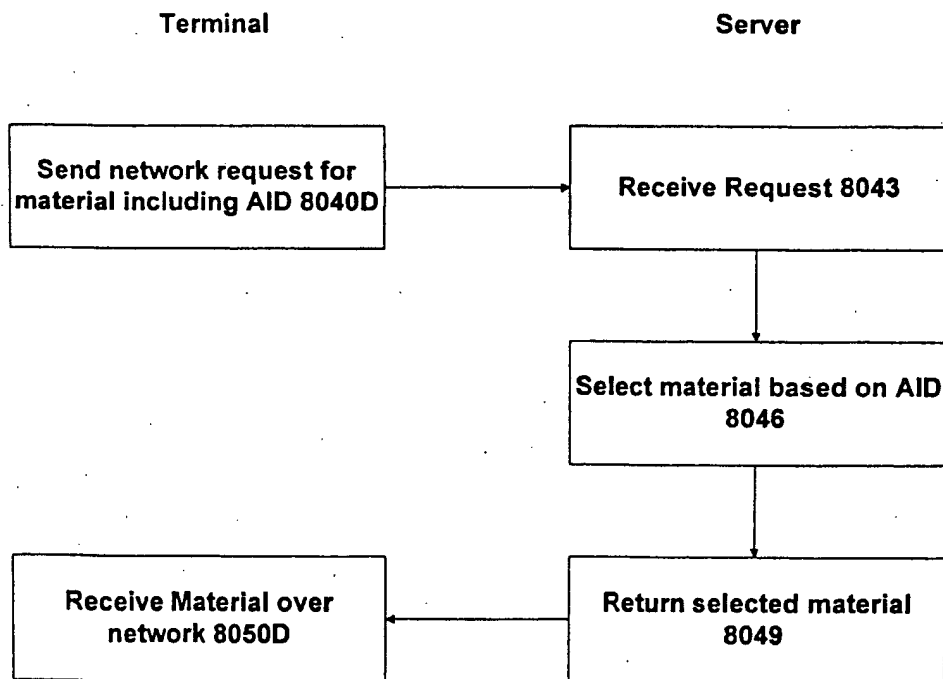 Terminal
Server
Send network request for
material including AID 8040D
Receive Request 8043
Select material based on AID
8046
Receive Material over
network 8050D
Return selected material
8049